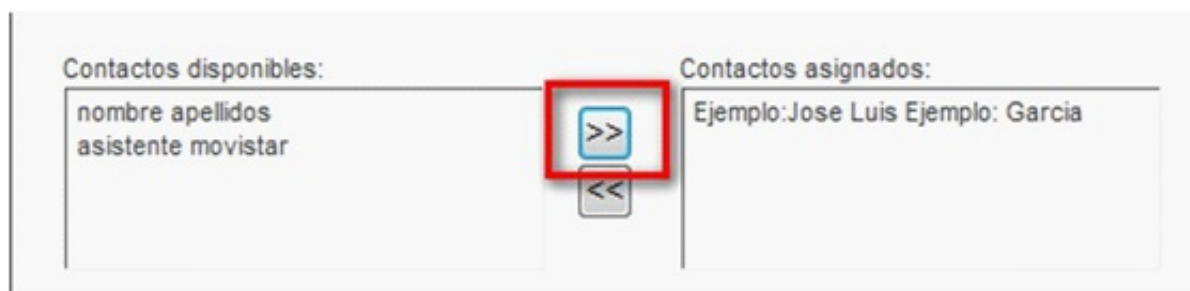 Contactos disponibles:
nombre apellidos
asistente movistar
>>
<<
Contactos asignados:
Ejemplo:Jose Luis Ejemplo: Garcia